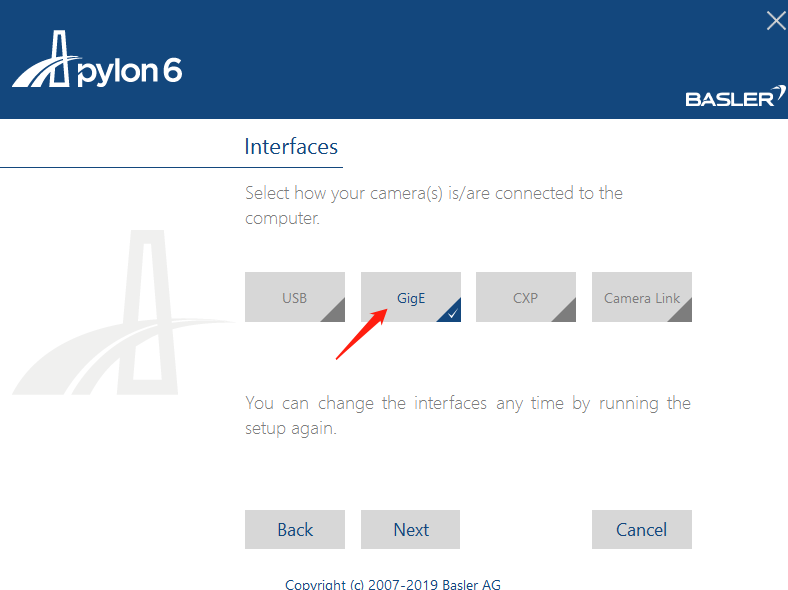 pylon 6
BASLER
Interfaces
Select how your camera(s) is/are connected to the
computer.
USB
GigE
CXP
Camera Link
You can change the interfaces any time by running the
setup again.
Back
Next
Cancel
Copyright (c) 2007-2019 Basler AG